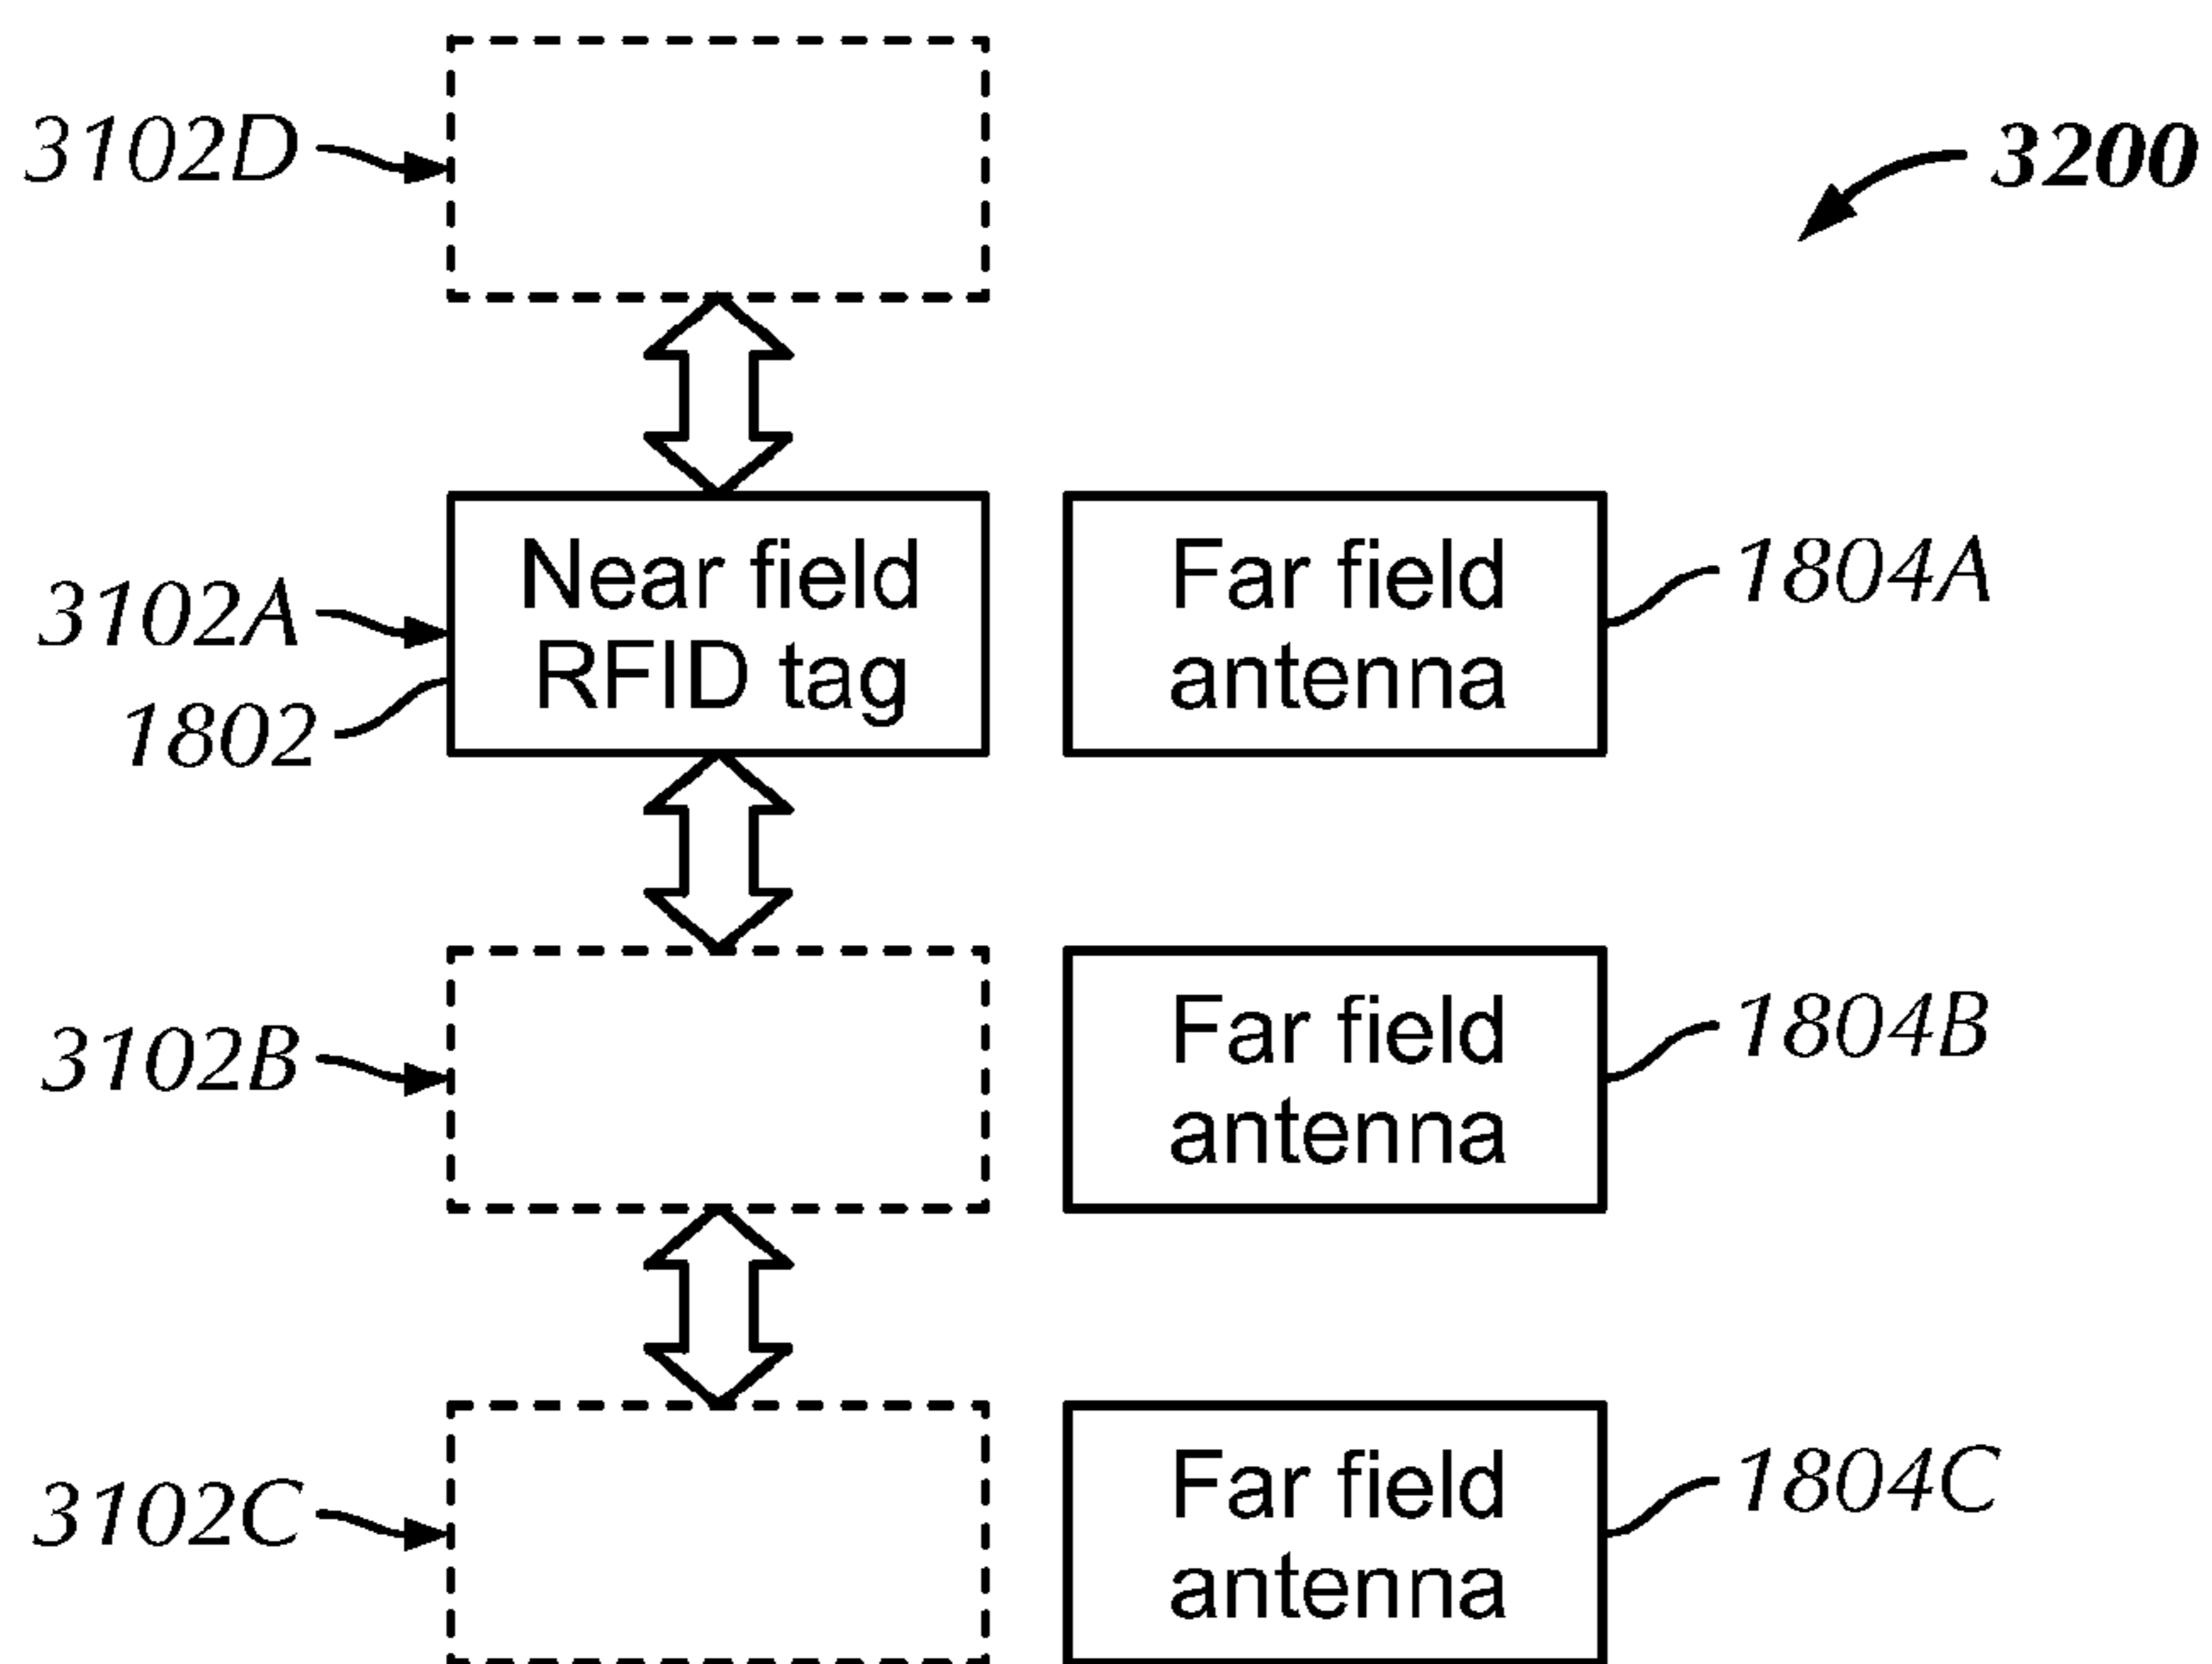 3102D
3200
3102A
1802
Near field
RFID tag
Far field
antenna
1804A
3102B
Far field
antenna
1804B
3102C
Far field
antenna
1804C